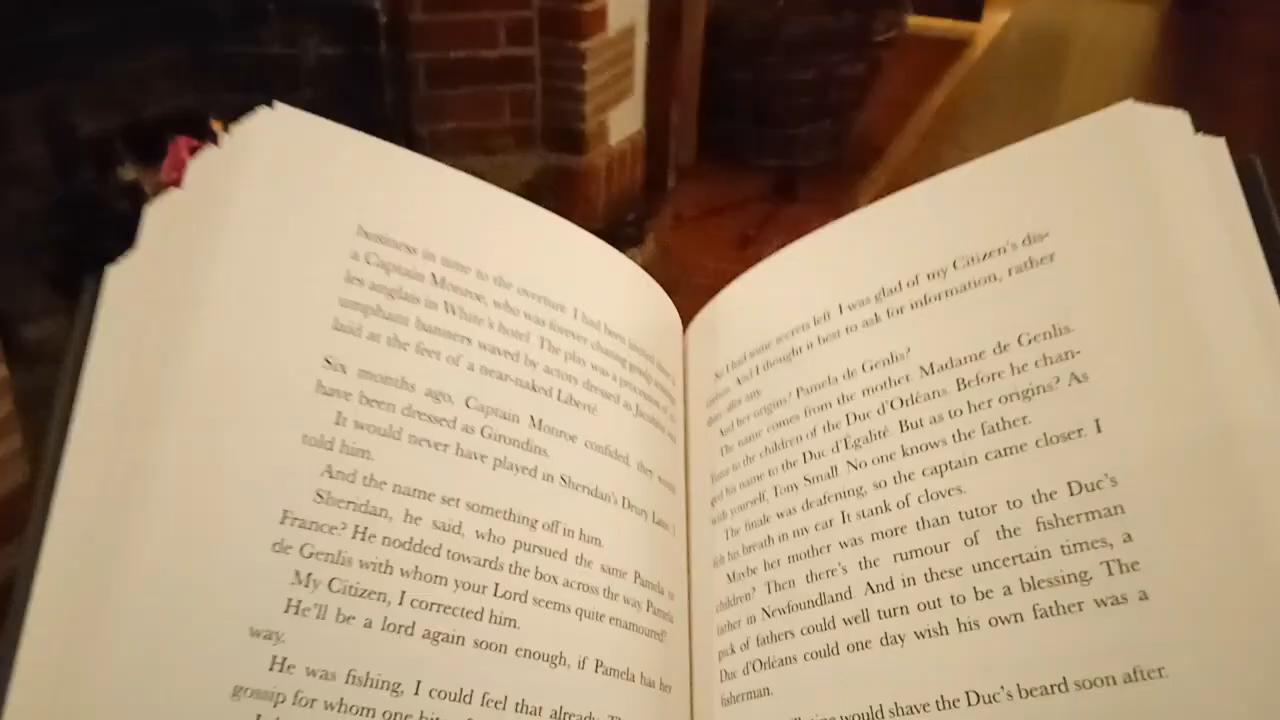 business in tune to the overture. I had been
a Captain Monroe, who was forever chasing gossip amongst
les anglais in White's hotel. The play was a procession of
umphant banners waved by actors dressed as Jacobins and
laid at the feet of a near-naked Liberté.
Six months ago, Captain Monroe confided, they would
have been dressed as Girondins.
It would never have played in Sheridan's Drury Lane, I
told him.
And the name set something off in him.
Sheridan, he said, who pursued the same Pamela to
France? He nodded towards the box across the way. Pamela
de Genlis with whom your Lord seems quite enamoured?
My Citizen, I corrected him.
He'll be a lord again soon enough, if Pamela has her
way.
He was fishing, I could feel that already.
gossip for whom one
So I had some secrets left. I was glad of my Citizen's dis-
And I thought it best to ask for information, rather
than any.
And her origins? Pamela de Genlis?
The name comes from the mother. Madame de Genlis.
Tutor to the children of the Duc d'Orléans. Before he chan-
ged his name to the Duc d'Égalité. But as to her origins? As
with yourself, Tony Small. No one knows the father.
The finale was deafening, so the captain came closer. I
felt his breath in my ear. It stank of cloves.
Maybe her mother was more than tutor to the Duc's
children? Then there's the rumour of the fisherman
father in Newfoundland. And in these uncertain times, a
pick of fathers could well turn out to be a blessing. The
Duc d'Orléans could one day wish his own father was a
fisherman.
would shave the Duc's beard soon after.